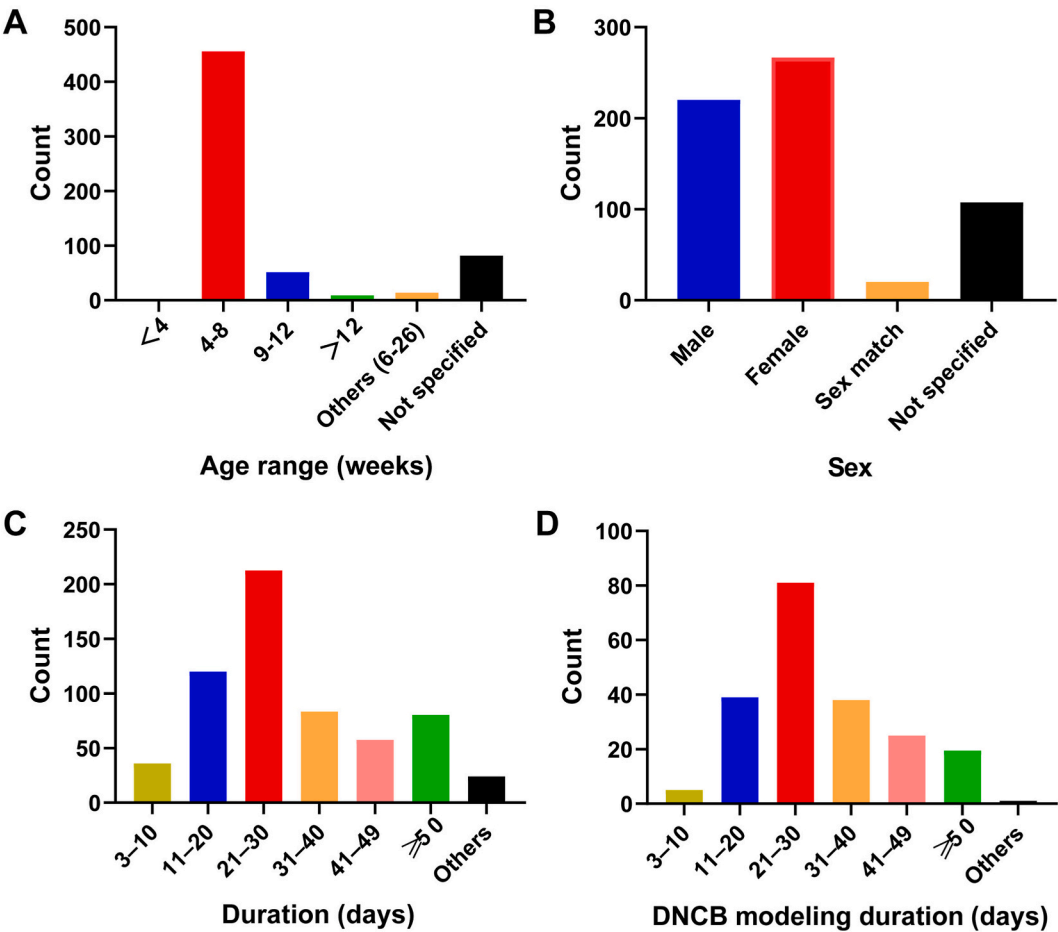 A
Count
500
400
300
200
100
0
<4
4-8
9-12
>12
Others (6-26)
Not specified
Age range (weeks)
B
Count
300
200
100
0
Male
Female
Sex match
Not specified
Sex
C
Count
250
200
150
100
50
0
3–10
11–20
21–30
31–40
41–49
⩾50
Others
Duration (days)
D
Count
100
80
60
40
20
0
3–10
11–20
21–30
31–40
41–49
⩾50
Others
DNCB modeling duration (days)